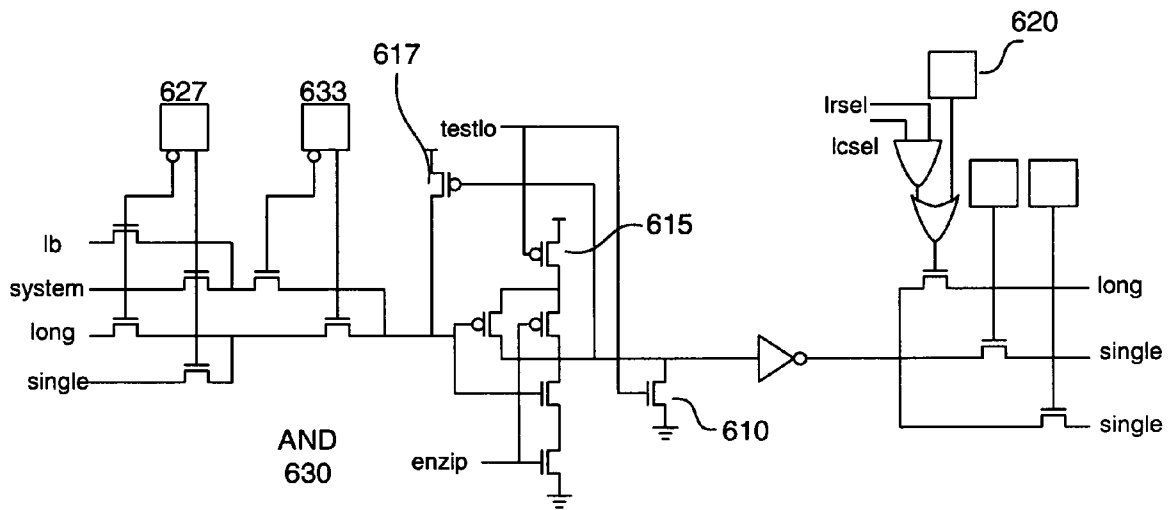 620
617
627
633
lrsel
testlo
lcsel
615
lb
system
long
long
single
single
single
610
AND
630
enzip